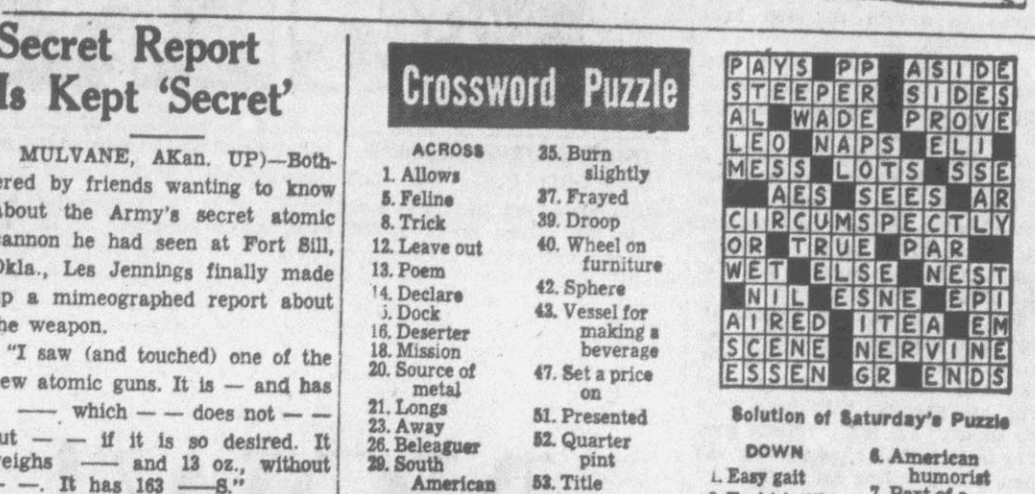 Secret Report
Is Kept 'Secret'
MULVANE, AKan. UP)—Both-
ered by friends wanting to know
about the Army's secret atomic
cannon he had seen at Fort Sill,
Okla., Les Jennings finally made
up a mimeographed report about
the weapon.
"I saw (and touched) one of the
new atomic guns. It is — and has
—— which — — does not — —
but — — if it is so desired. It
weighs —— and 13 oz., without
— —. It has 163 ——S."
Crossword Puzzle
ACROSS
1. Allows
5. Feline
8. Trick
12. Leave out
13. Poem
14. Declare
5. Dock
16. Deserter
18. Mission
20. Source of
metal
21. Longs
23. Away
26. Beleaguer
29. South
American
35. Burn
slightly
37. Frayed
39. Droop
40. Wheel on
furniture
42. Sphere
43. Vessel for
making a
beverage
47. Set a price
on
51. Presented
52. Quarter
pint
53. Title
PAYS PP ASIDE
STEEPER SIDES
AL WADE PROVE
LEO NAPS ELI
MESS LOTS SSE
AES SEES AR
CIRCUMSPECTLY
OR TRUE PAR
WET ELSE NEST
NIL ESNE EPI
AIRED ITEA EM
SCENE NERVINE
ESSEN GR ENDS
Solution of Saturday's Puzzle
DOWN
1. Easy gait
6. American
humorist